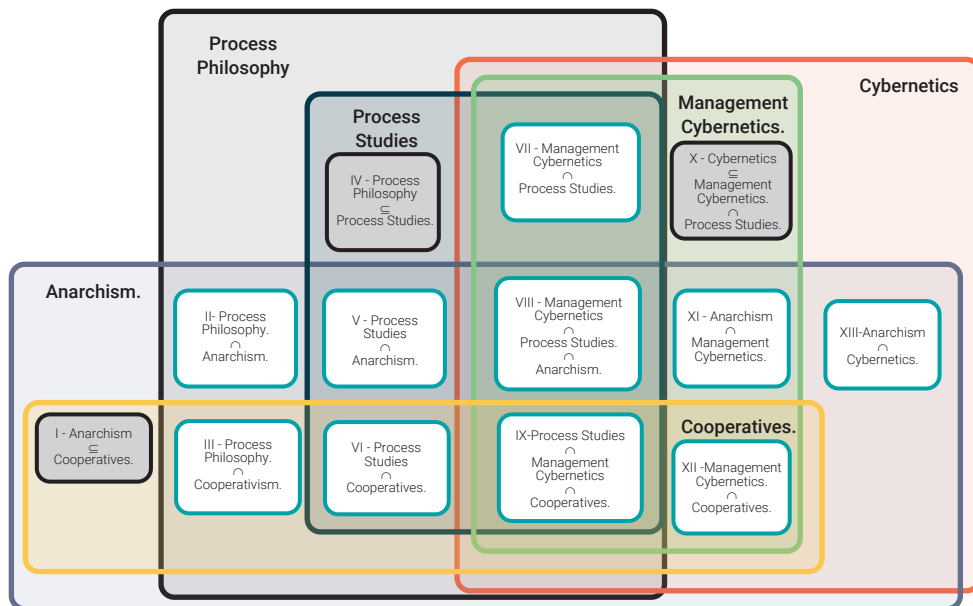 Process
Philosophy
Cybernetics
Process
Studies
Management
Cybernetics.
IV - Process
Philosophy
⊆
Process Studies.
VII - Management
Cybernetics
∩
Process Studies.
X - Cybernetics
⊆
Management
Cybernetics.
∩
Process Studies.
Anarchism.
II- Process
Philosophy.
∩
Anarchism.
V - Process
Studies
∩
Anarchism.
VIII - Management
Cybernetics
∩
Process Studies.
∩
Anarchism.
XI - Anarchism
∩
Management
Cybernetics.
XIII-Anarchism
∩
Cybernetics.
I - Anarchism
⊆
Cooperatives.
III - Process
Philosophy.
∩
Cooperativism.
VI - Process
Studies
∩
Cooperatives.
IX-Process Studies
∩
Management
Cybernetics
∩
Cooperatives.
Cooperatives.
XII -Management
Cybernetics.
∩
Cooperatives.